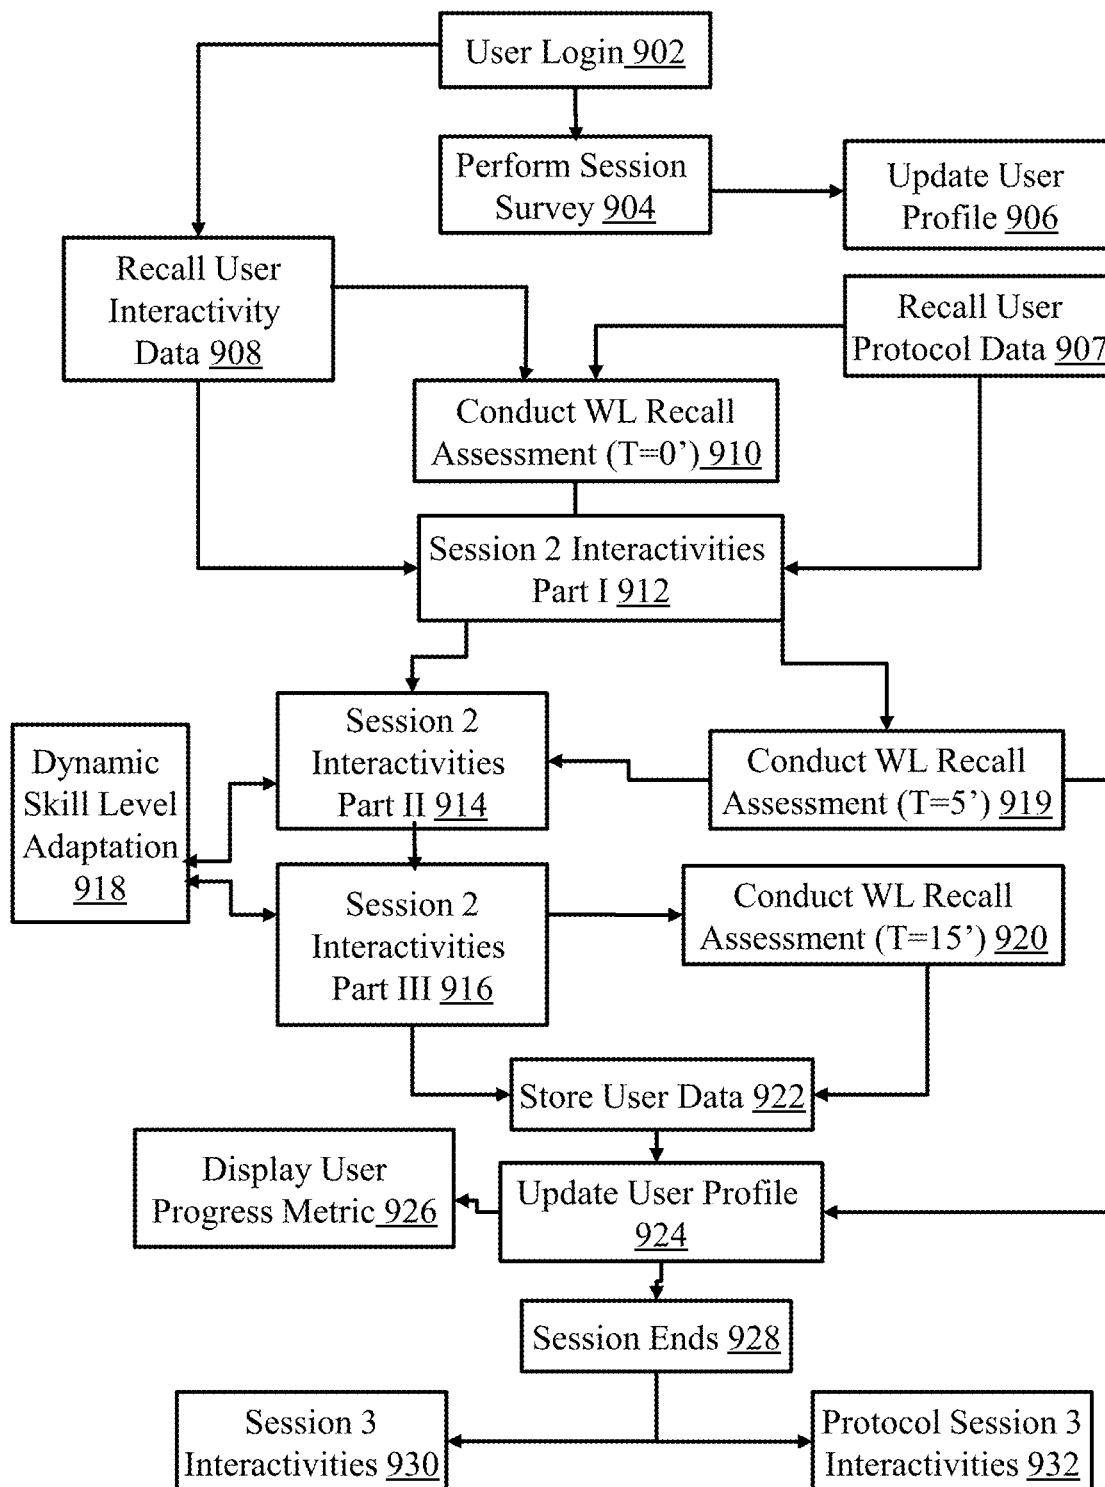 User Login 902
Perform Session
Survey 904
Update User
Profile 906
Recall User
Interactivity
Data 908
Recall User
Protocol Data 907
Conduct WL Recall
Assessment (T=0’) 910
Session 2 Interactivities
Part I 912
Session 2
Interactivities
Part II 914
Dynamic
Skill Level
Adaptation
918
Conduct WL Recall
Assessment (T=5’) 919
Session 2
Interactivities
Part III 916
Conduct WL Recall
Assessment (T=15’) 920
Store User Data 922
Display User
Progress Metric 926
Update User Profile
924
Session Ends 928
Session 3
Interactivities 930
Protocol Session 3
Interactivities 932